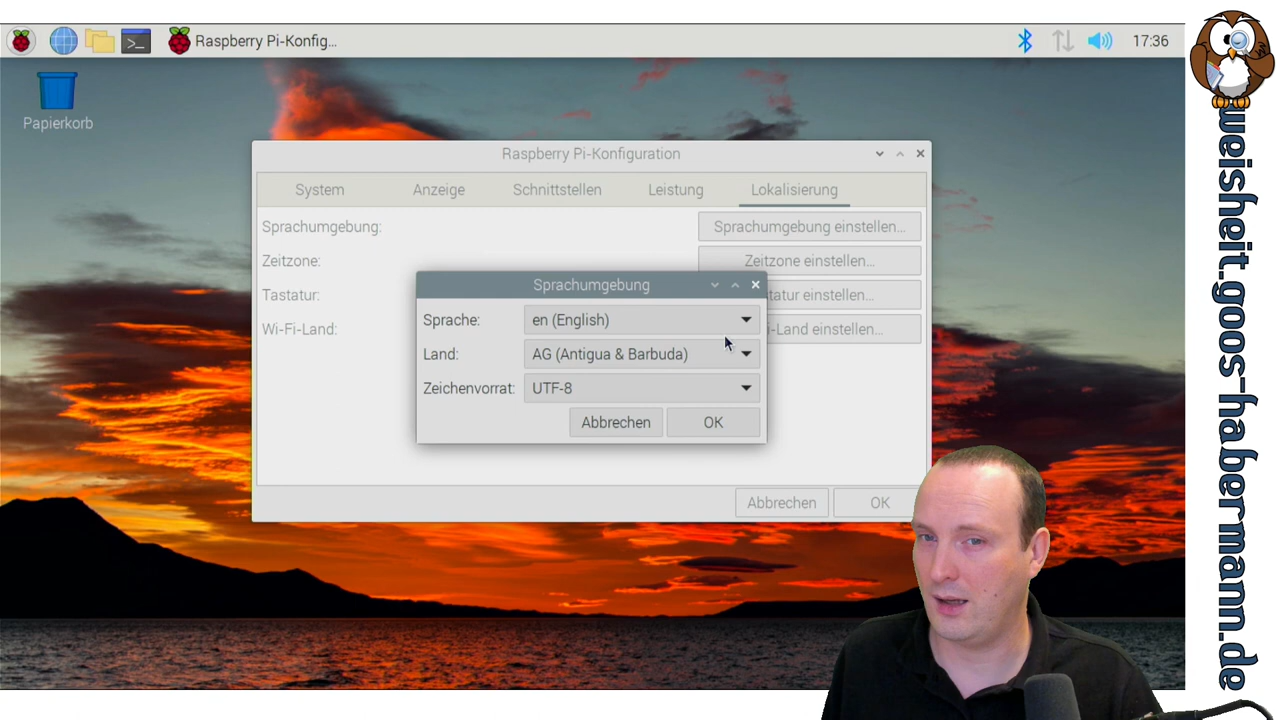 Raspberry Pi-Konfig...
17:36
Papierkorb
Raspberry Pi-Konfiguration
System
Anzeige
Schnittstellen
Leistung
Lokalisierung
Sprachumgebung:
Sprachumgebung einstellen...
Zeitzone:
Zeitzone einstellen...
Tastatur:
tatur einstellen...
Wi-Fi-Land:
i-Land einstellen...
Sprachumgebung
Sprache:
en (English)
Land:
AG (Antigua & Barbuda)
Zeichenvorrat:
UTF-8
Abbrechen
OK
Abbrechen
OK
weisheit.goos-habermann.de